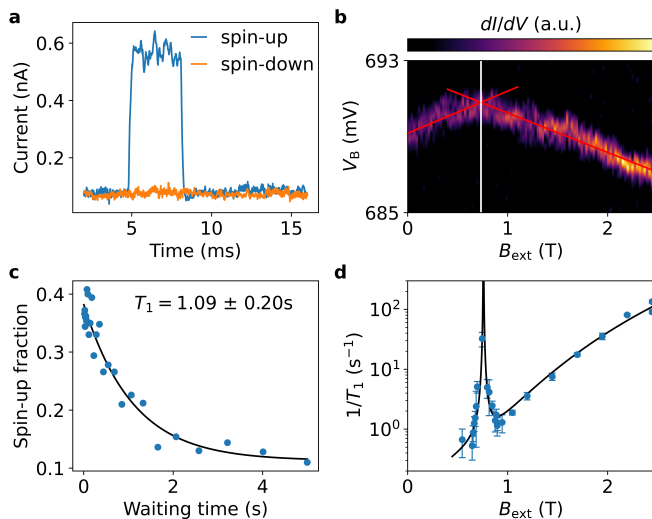 a
0.6
0.4
0.2
Current (nA)
spin-up
spin-down
5
10
15
Time (ms)
b
dI/dV (a.u.)
693
685
V_B (mV)
0
1
2
B_ext (T)
c
0.4
0.3
0.2
0.1
Spin-up fraction
T_1 = 1.09 ± 0.20s
0
2
4
Waiting time (s)
d
10^2
10^1
10^0
1/T_1 (s^−1)
0
1
2
B_ext (T)